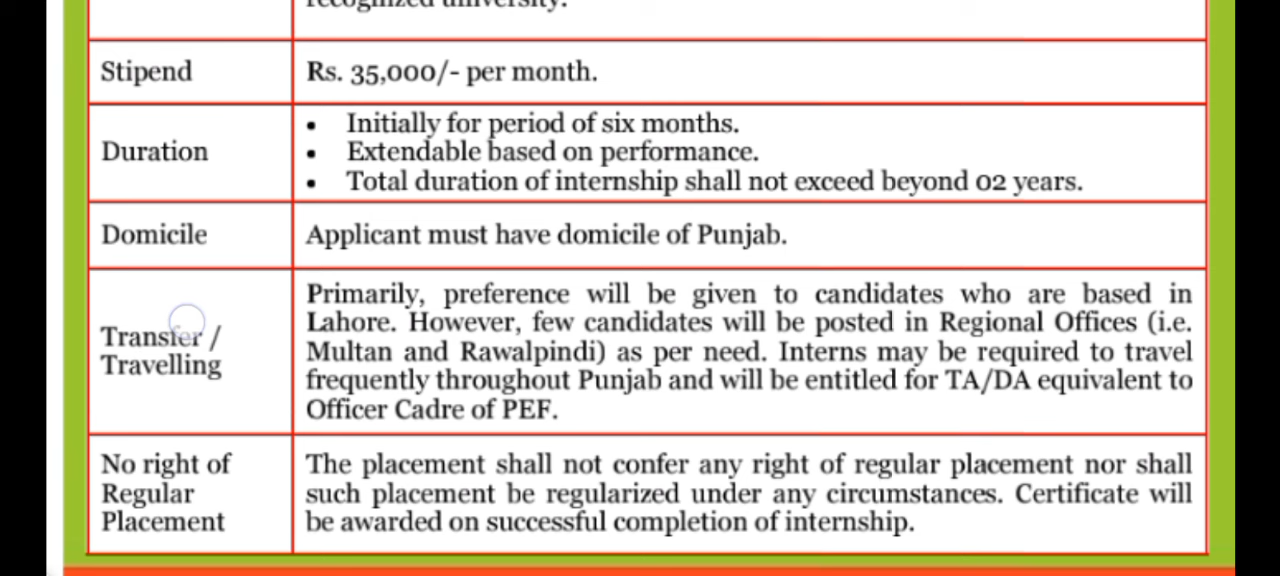 recognized university.
Stipend
Rs. 35,000/- per month.
Duration
• Initially for period of six months.
• Extendable based on performance.
• Total duration of internship shall not exceed beyond 02 years.
Domicile
Applicant must have domicile of Punjab.
Transfer /
Travelling
Primarily, preference will be given to candidates who are based in
Lahore. However, few candidates will be posted in Regional Offices (i.e.
Multan and Rawalpindi) as per need. Interns may be required to travel
frequently throughout Punjab and will be entitled for TA/DA equivalent to
Officer Cadre of PEF.
No right of
Regular
Placement
The placement shall not confer any right of regular placement nor shall
such placement be regularized under any circumstances. Certificate will
be awarded on successful completion of internship.